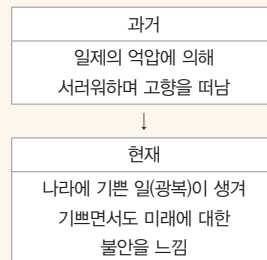 과거
일제의 억압에 의해
서러워하며 고향을 떠남
↓
현재
나라에 기쁜 일(광복)이 생겨
기쁘면서도 미래에 대한
불안을 느낌